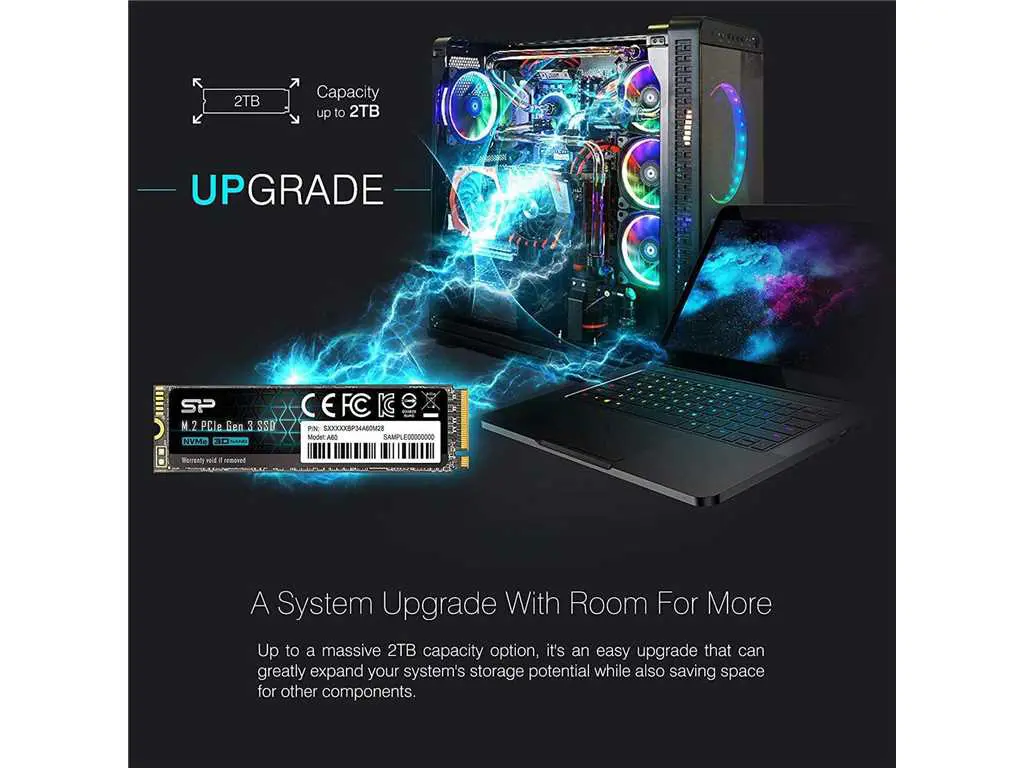 2TB
Capacity
up to 2TB
UPGRADE
SP
M.2 PCIe Gen 3 SSD
NVMe 3D NAND
Warranty void if removed
CE FC
P/N: SXXXXXBP34A60M28
Model: A60 SAMPLE00000000
A System Upgrade With Room For More
Up to a massive 2TB capacity option, it's an easy upgrade that can
greatly expand your system's storage potential while also saving space
for other components.